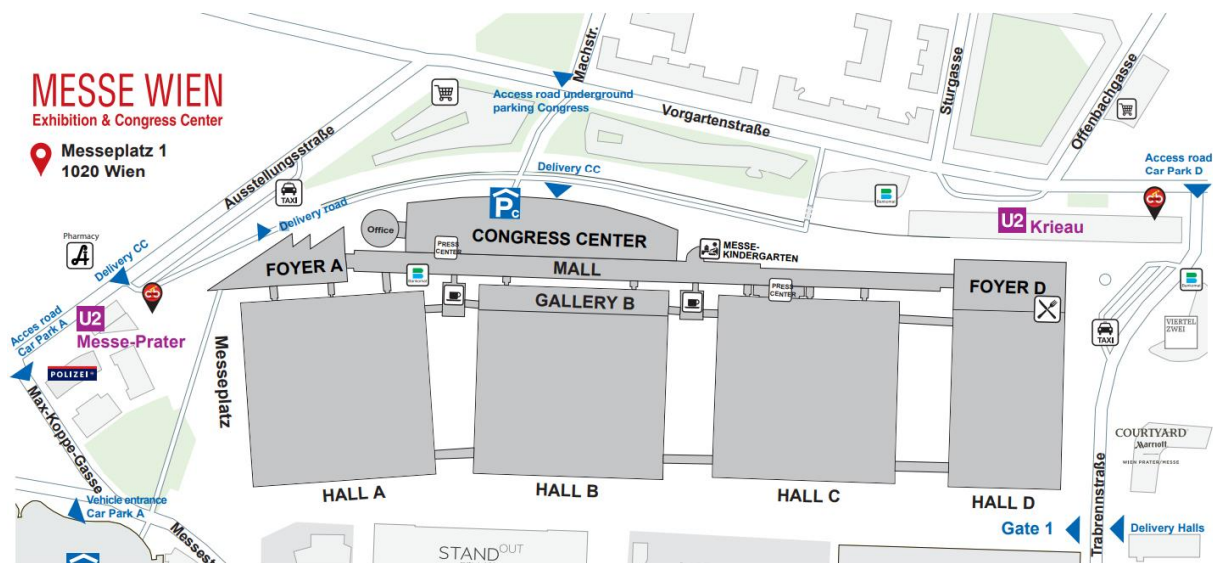 MESSE WIEN
Exhibition & Congress Center
Messeplatz 1
1020 Wien
Machstr.
Access road underground
parking Congress
Vorgartenstraße
Sturgasse
Offenbachgasse
Access road
Car Park D
Ausstellungsstraße
TAXI
Delivery CC
Delivery road
P C
Office
CONGRESS CENTER
PRESS
CENTER
MESSE-
KINDERGARTEN
U2 Krieau
Pharmacy
Delivery CC
FOYER A
MALL
PRESS
CENTER
FOYER D
GALLERY B
Acces road
Car Park A
U2
Messe-Prater
POLIZEI
Messeplatz
TAXI
VIERTEL
ZWEI
Max-Koppe-Gasse
COURTYARD
Marriott
WIEN PRATER/MESSE
HALL A
HALL B
HALL C
HALL D
Vehicle entrance
Car Park A
Messest
Trabrennstraße
Gate 1
Delivery Halls
STANDOUT